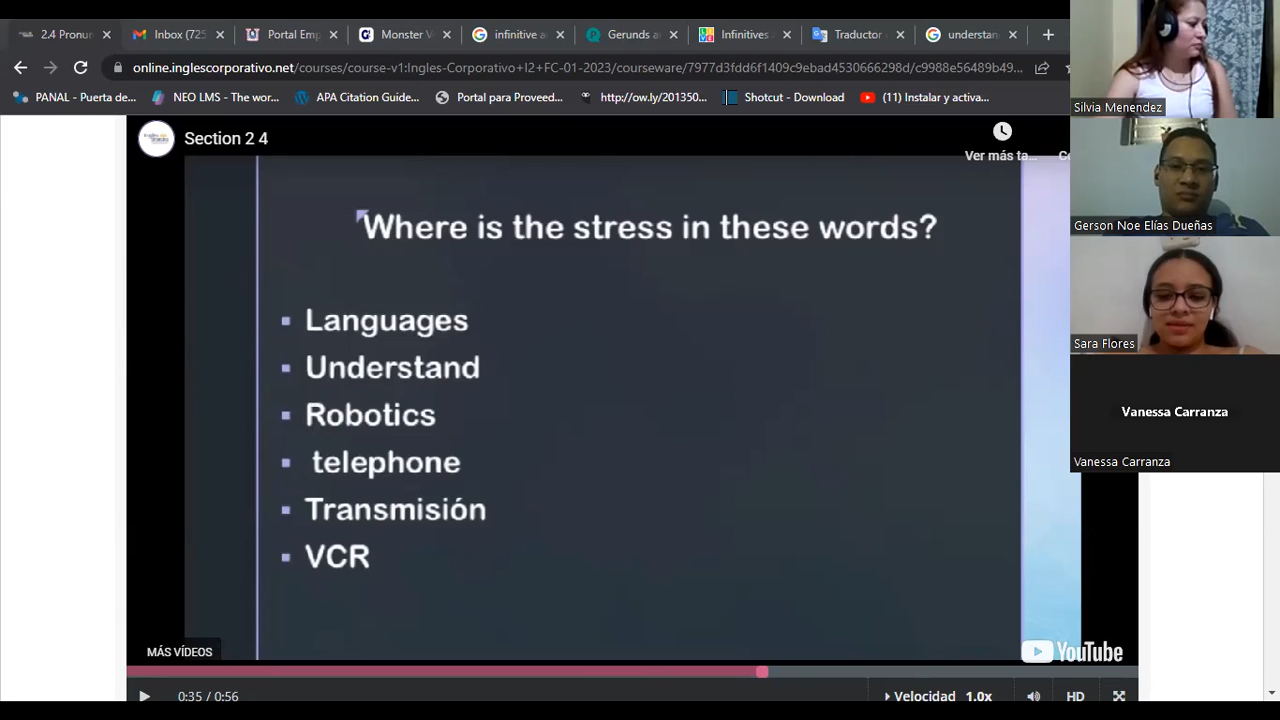 2.4 Pronun
Inbox (725
Portal Emp
Monster V
infinitive a
Gerunds a
Infinitives a
Traductor
understan
online.inglescorporativo.net/courses/course-v1:Ingles-Corporativo+I2+FC-01-2023/courseware/7977d3fdd6f1409c9ebad4530666298d/c9988e56489b49...
PANAL - Puerta de...
NEO LMS - The wor...
APA Citation Guide...
Portal para Proveed...
http://ow.ly/201350...
Shotcut - Download
(11) Instalar y activa...
Section 2 4
Ver más ta...
Where is the stress in these words?
Languages
Understand
Robotics
telephone
Transmisión
VCR
MÁS VÍDEOS
YouTube
0:35 / 0:56
Velocidad 1.0x
HD
Silvia Menendez
Gerson Noe Elías Dueñas
Sara Flores
Vanessa Carranza
Vanessa Carranza